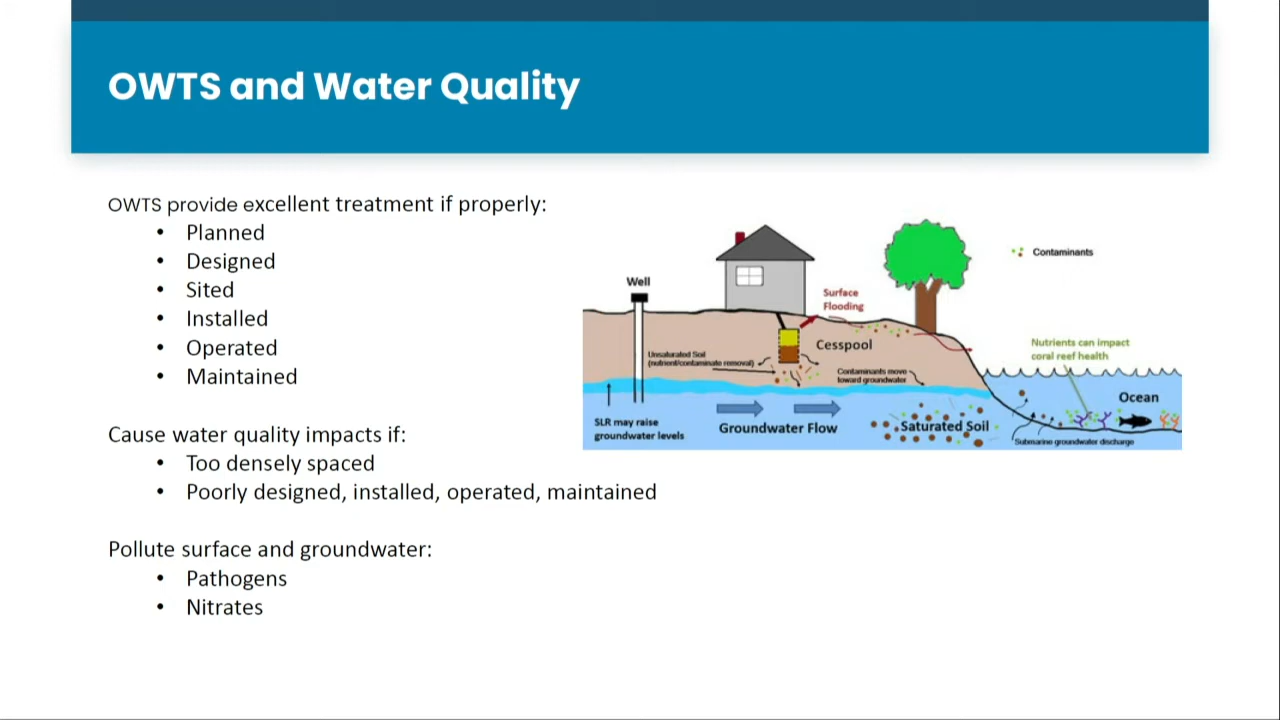 OWTS and Water Quality
OWTS provide excellent treatment if properly:
• Planned
• Designed
• Sited
• Installed
• Operated
• Maintained
Cause water quality impacts if:
• Too densely spaced
• Poorly designed, installed, operated, maintained
Pollute surface and groundwater:
• Pathogens
• Nitrates
Well
Surface
Flooding
Contaminants
Cesspool
Unsaturated Soil
(nutrient/contaminate removal)
Contaminants move
toward groundwater
Nutrients can impact
coral reef health
Ocean
SLR may raise
groundwater levels
Groundwater Flow
Saturated Soil
Submarine groundwater discharge